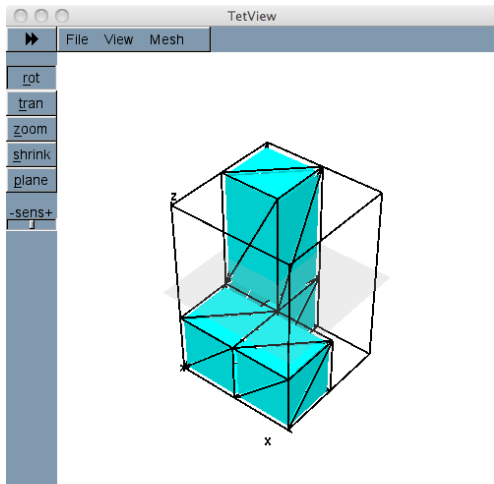 TetView
File View Mesh
rot
tran
zoom
shrink
plane
-sens+
z
x